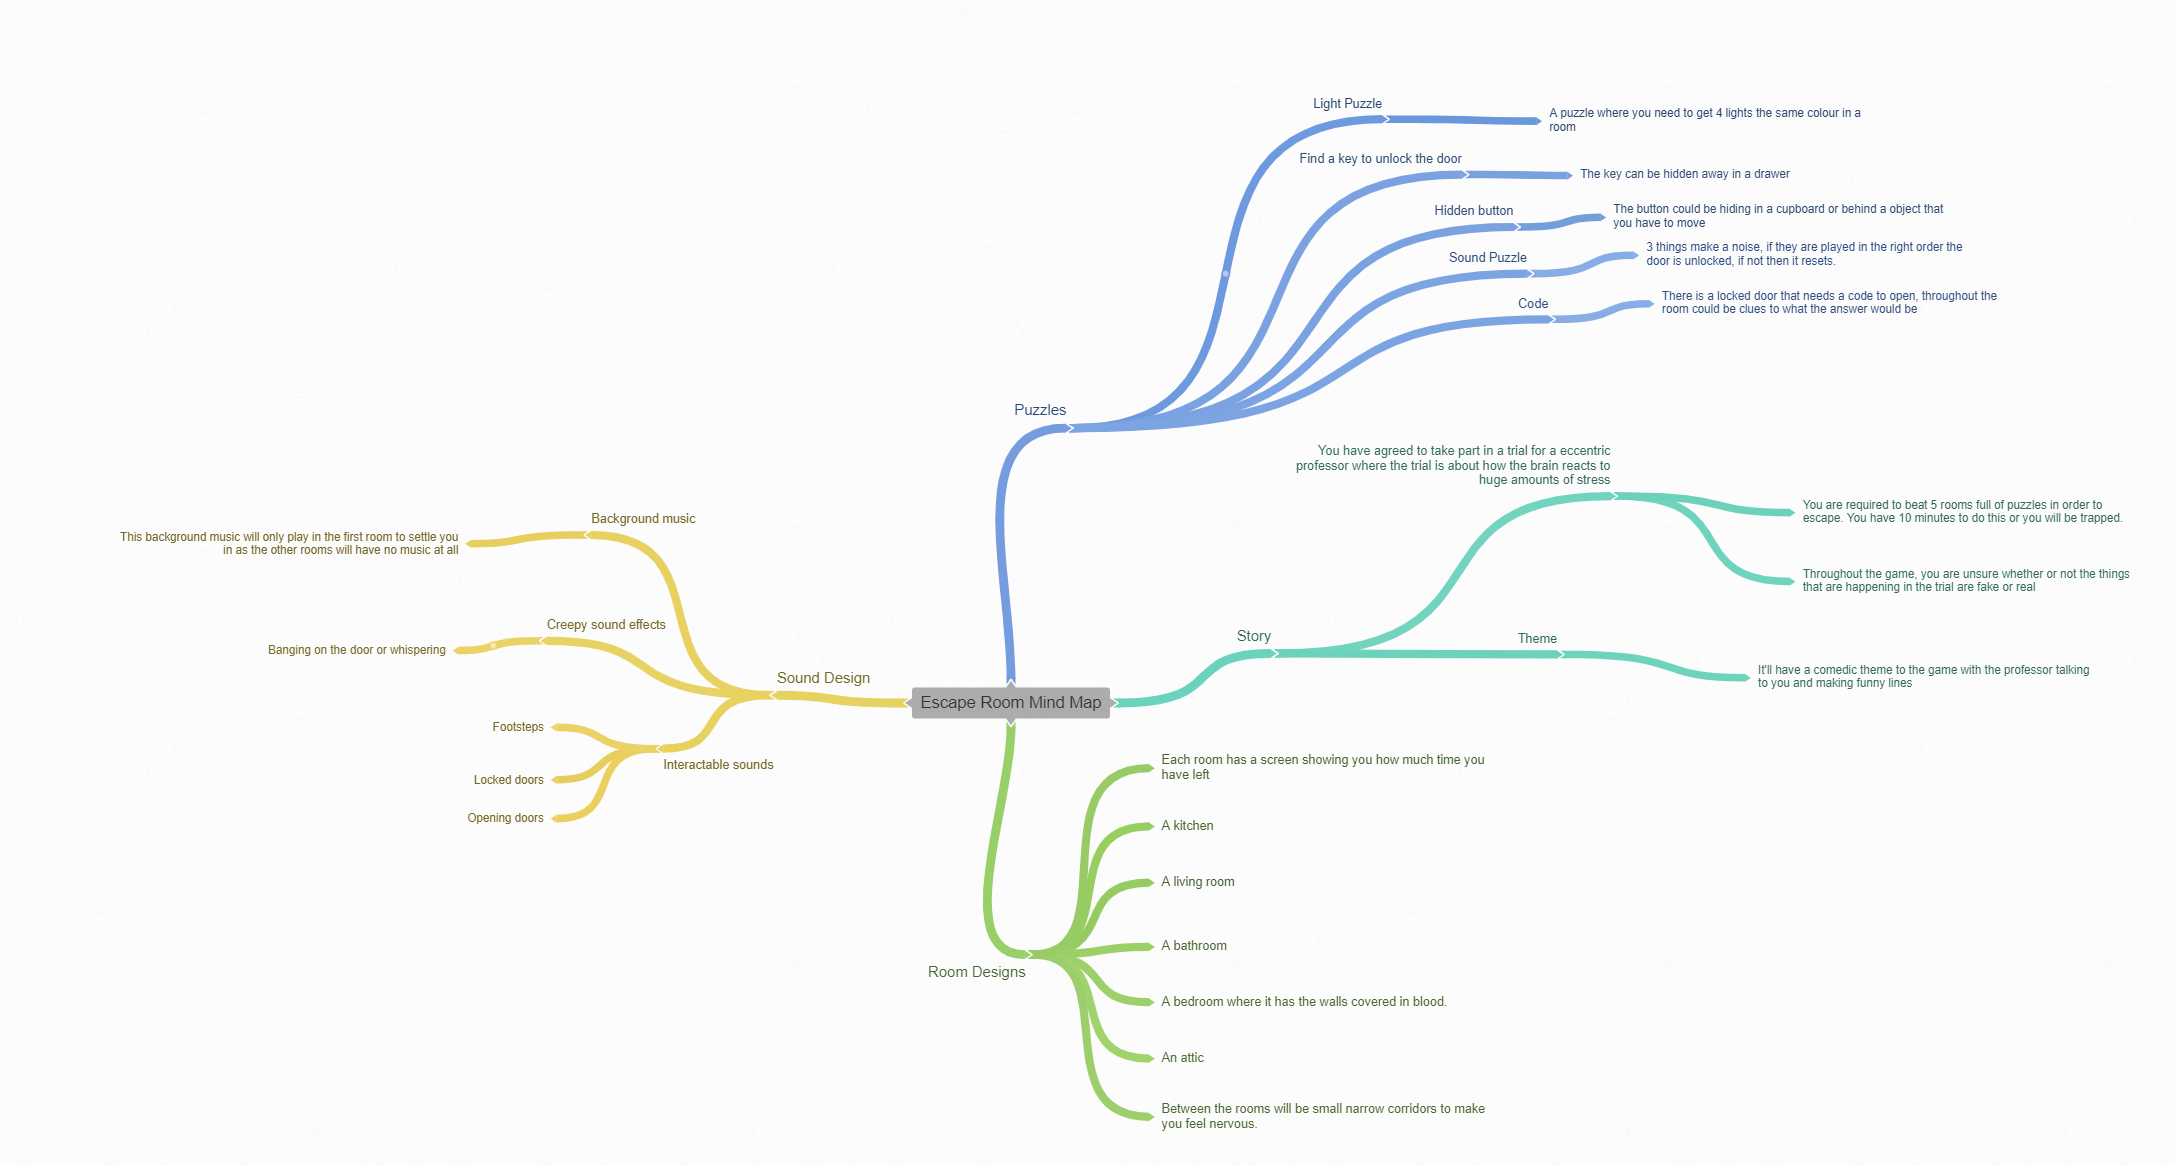 Light Puzzle
A puzzle where you need to get 4 lights the same colour in a
room
Find a key to unlock the door
The key can be hidden away in a drawer
Hidden button
The button could be hiding in a cupboard or behind a object that
you have to move
Sound Puzzle
3 things make a noise, if they are played in the right order the
door is unlocked, if not then it resets.
Code
There is a locked door that needs a code to open, throughout the
room could be clues to what the answer would be
Puzzles
You have agreed to take part in a trial for a eccentric
professor where the trial is about how the brain reacts to
huge amounts of stress
You are required to beat 5 rooms full of puzzles in order to
escape. You have 10 minutes to do this or you will be trapped.
Throughout the game, you are unsure whether or not the things
that are happening in the trial are fake or real
Story
Theme
It'll have a comedic theme to the game with the professor talking
to you and making funny lines
Background music
This background music will only play in the first room to settle you
in as the other rooms will have no music at all
Creepy sound effects
Banging on the door or whispering
Sound Design
Footsteps
Locked doors
Opening doors
Interactable sounds
Escape Room Mind Map
Each room has a screen showing you how much time you
have left
A kitchen
A living room
A bathroom
Room Designs
A bedroom where it has the walls covered in blood.
An attic
Between the rooms will be small narrow corridors to make
you feel nervous.